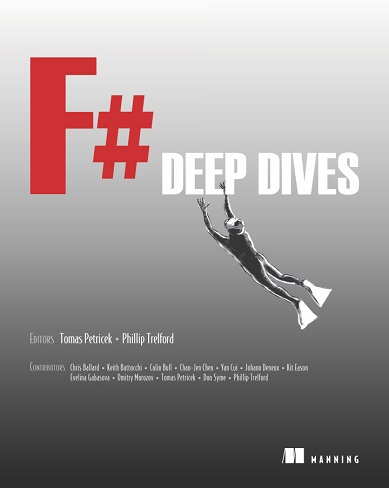 F#
DEEP DIVES
EDITORS Tomas Petricek • Phillip Trelford
CONTRIBUTORS Chris Ballard • Keith Battocchi • Colin Bull • Chao-Jen Chen • Yan Cui • Johann Deneux • Kit Eason
Evelina Gabasova • Dmitry Morozov • Tomas Petricek • Don Syme • Phillip Trelford
MANNING